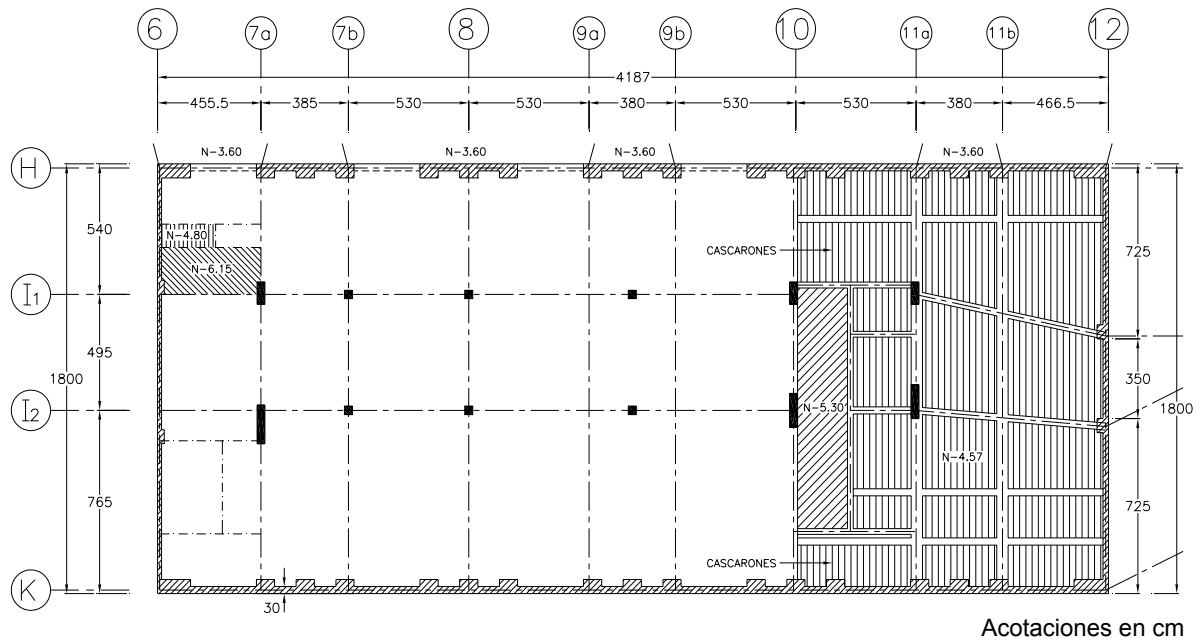 6 7a 7b 8 9a 9b 10 11a 11b 12
4187
455.5 385 530 530 380 530 530 380 466.5
H N-3.60 N-3.60 N-3.60 N-3.60
540
N-4.80
CASCARONES
725
N-6.15
I1
495
350
1800
1800
I2
N-5.30
N-4.57
765
725
CASCARONES
K
30
Acotaciones en cm